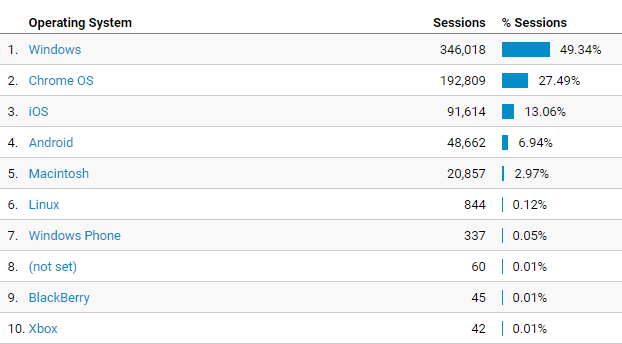 Operating System Sessions % Sessions
1. Windows 346,018 49.34%
2. Chrome OS 192,809 27.49%
3. iOS 91,614 13.06%
4. Android 48,662 6.94%
5. Macintosh 20,857 2.97%
6. Linux 844 0.12%
7. Windows Phone 337 0.05%
8. (not set) 60 0.01%
9. BlackBerry 45 0.01%
10. Xbox 42 0.01%